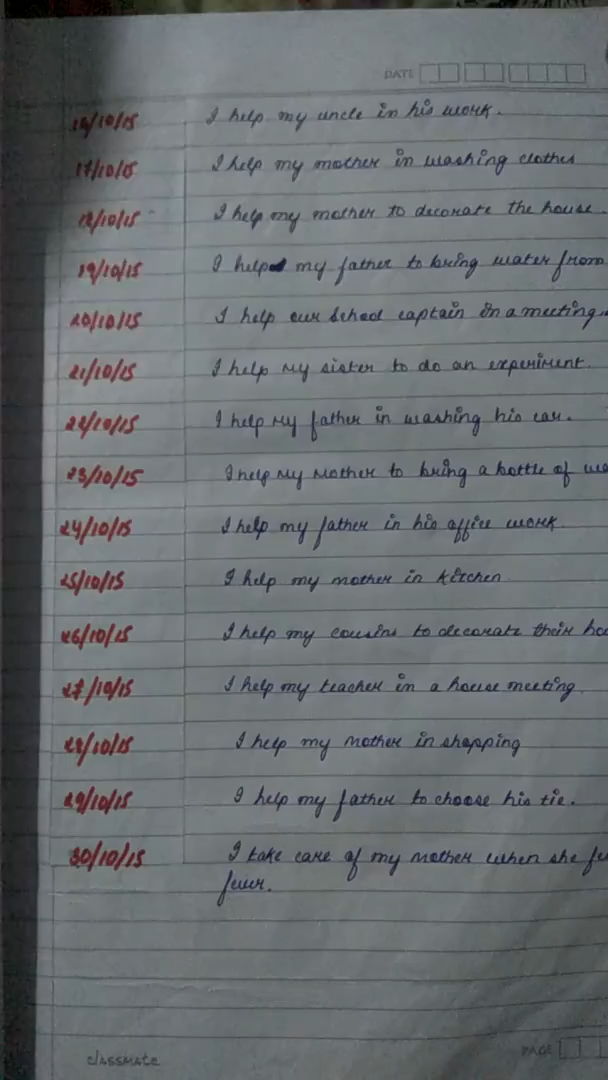 DATE
16/10/15 I help my uncle in his work.
17/10/15 I help my mother in washing clothes
18/10/15 I help my mother to decorate the house.
19/10/15 I help my father to bring water from
20/10/15 I help our School captain in a meeting.
21/10/15 I help my sister to do an experiment.
22/10/15 I help my father in washing his car.
23/10/15 I help my mother to bring a bottle of
24/10/15 I help my father in his office work.
25/10/15 I help my mother in kitchen.
26/10/15 I help my cousins to decorate their
27/10/15 I help my teacher in a house meeting.
28/10/15 I help my mother in shopping
29/10/15 I help my father to choose his tie.
30/10/15 I take care of my mother when she
fever.
classmate
PAGE